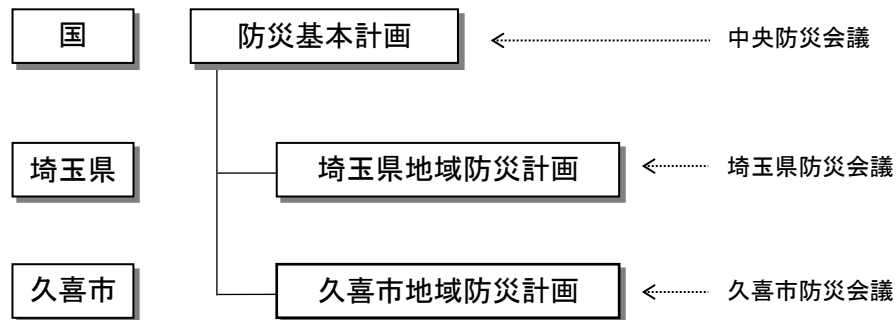 国 防災基本計画 中央防災会議
埼玉県 埼玉県地域防災計画 埼玉県防災会議
久喜市 久喜市地域防災計画 久喜市防災会議